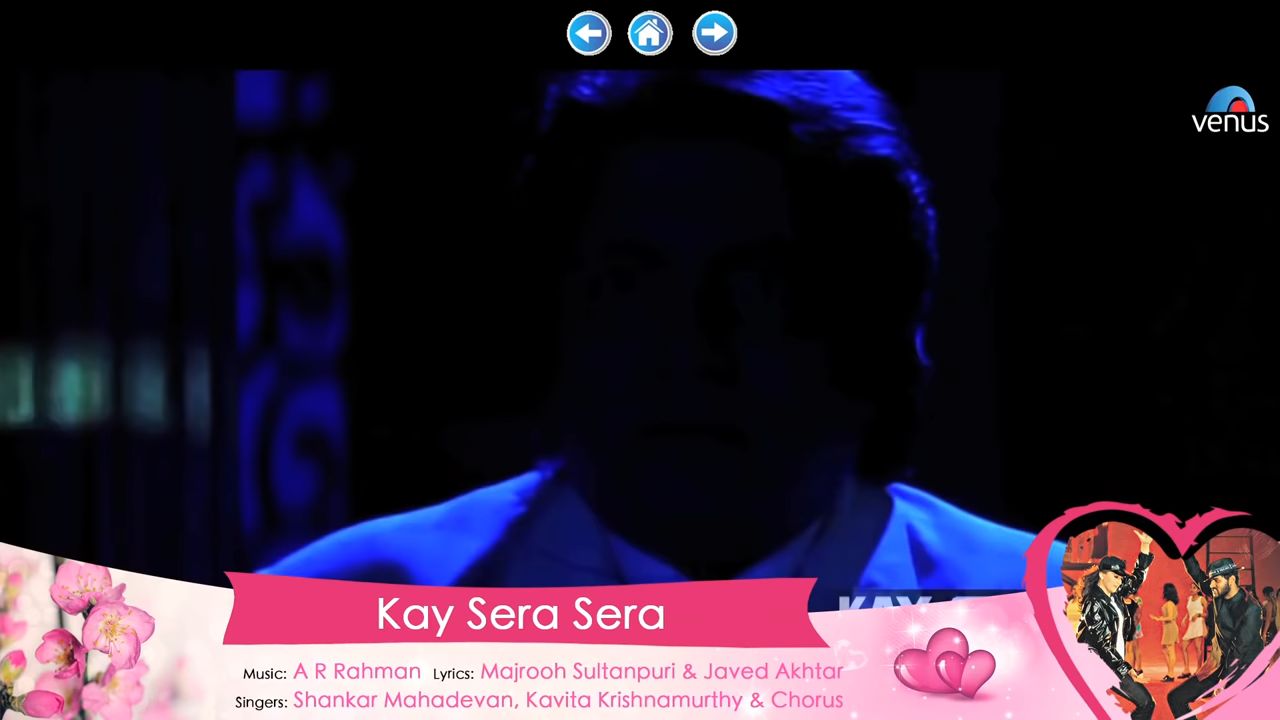 venus
Kay Sera Sera
Music: A R Rahman Lyrics: Majrooh Sultanpuri & Javed Akhtar
Singers: Shankar Mahadevan, Kavita Krishnamurthy & Chorus